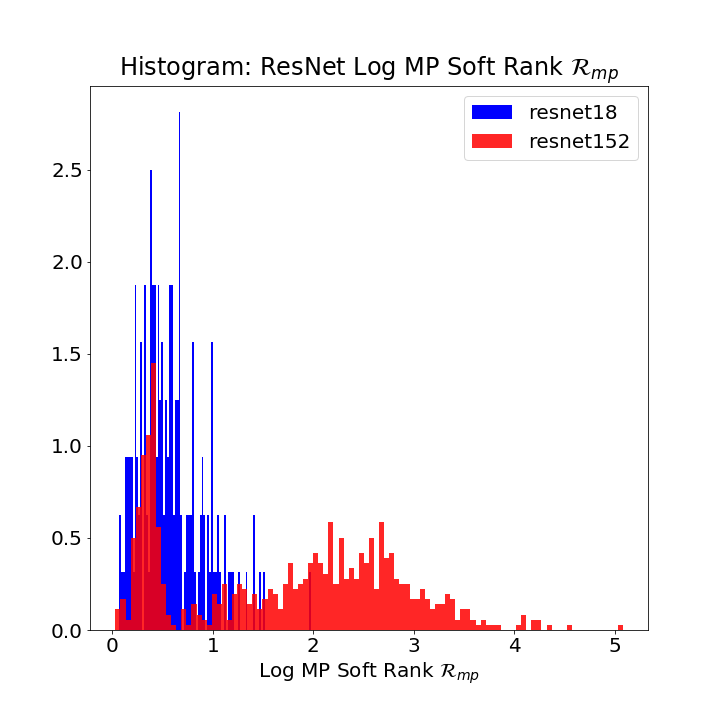 Histogram: ResNet Log MP Soft Rank ℛmp
resnet18
resnet152
2.5
2.0
1.5
1.0
0.5
0.0
0 1 2 3 4 5
Log MP Soft Rank ℛmp